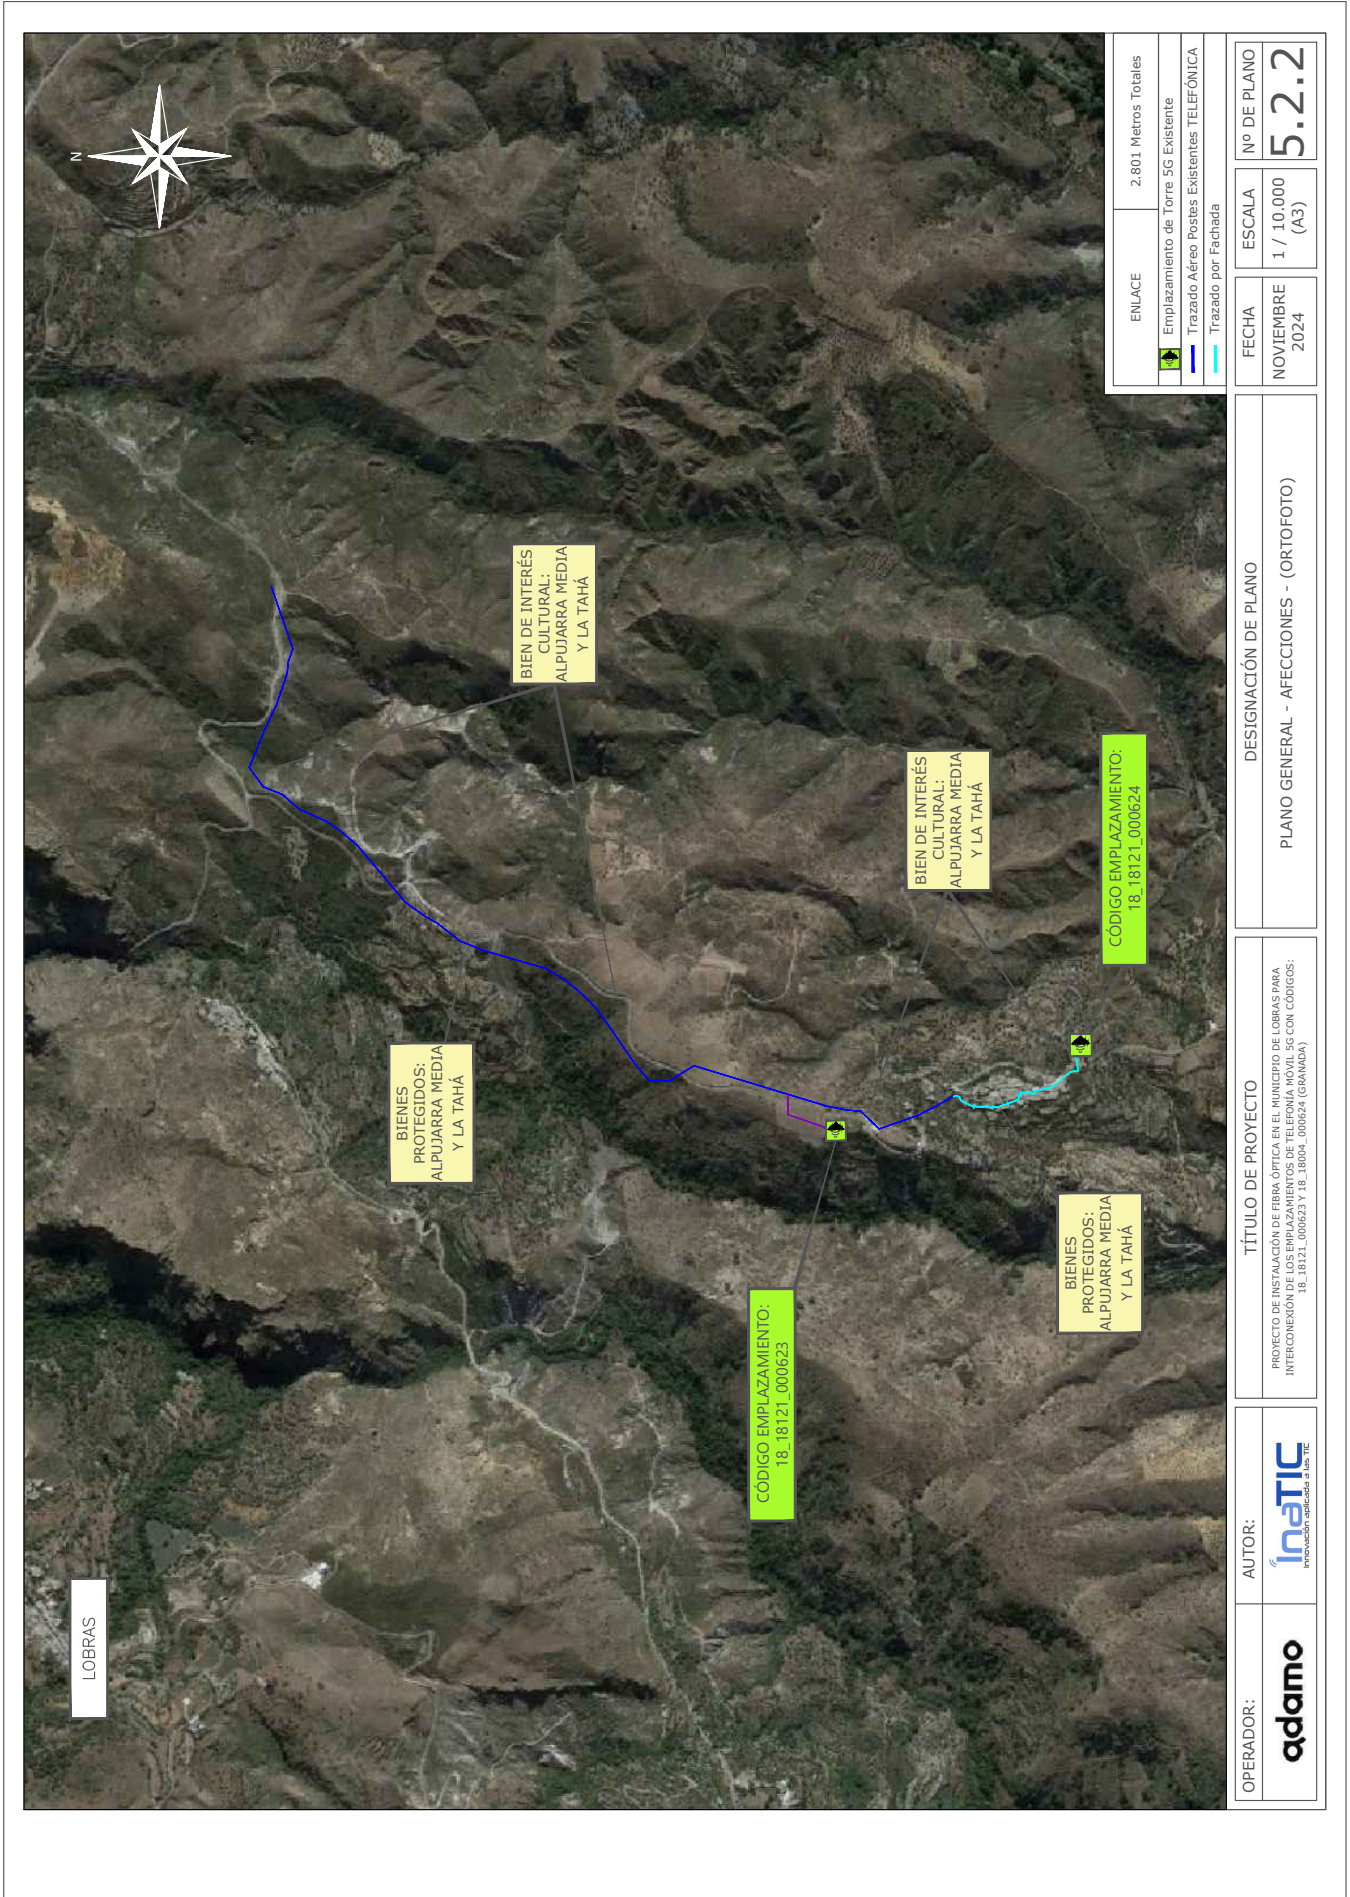 N
LOBRAS
BIENES
PROTEGIDOS:
ALPUJARRA MEDIA
Y LA TAHÁ
BIEN DE INTERÉS
CULTURAL:
ALPUJARRA MEDIA
Y LA TAHÁ
CÓDIGO EMPLAZAMIENTO:
18_18121_000623
BIEN DE INTERÉS
CULTURAL:
ALPUJARRA MEDIA
Y LA TAHÁ
BIENES
PROTEGIDOS:
ALPUJARRA MEDIA
Y LA TAHÁ
CÓDIGO EMPLAZAMIENTO:
18_18121_000624
ENLACE
2.801 Metros Totales
Emplazamiento de Torre 5G Existente
Trazado Aéreo Postes Existentes TELEFÓNICA
Trazado por Fachada
OPERADOR:
adamo
AUTOR:
InaTIC
Innovación aplicada a las TIC
TÍTULO DE PROYECTO
PROYECTO DE INSTALACIÓN DE FIBRA ÓPTICA EN EL MUNICIPIO DE LOBRAS PARA
INTERCONEXIÓN DE LOS EMPLAZAMIENTOS DE TELEFONÍA MÓVIL 5G CON CÓDIGOS:
18_18121_000623 Y 18_18004_000624 (GRANADA)
DESIGNACIÓN DE PLANO
PLANO GENERAL - AFECCIONES - (ORTOFOTO)
FECHA
NOVIEMBRE
2024
ESCALA
1 / 10.000
(A3)
Nº DE PLANO
5.2.2